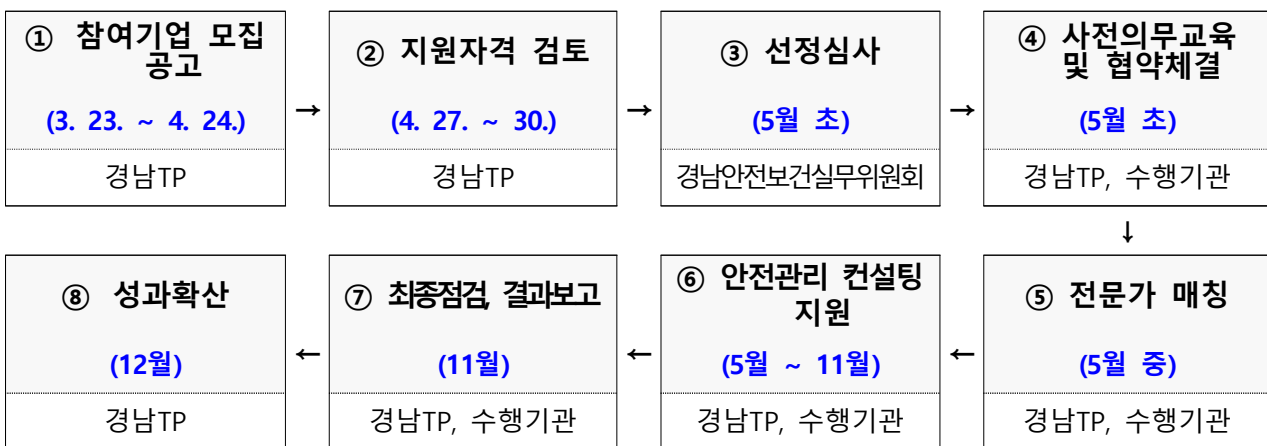 ① 참여기업 모집
공고
(3. 23. ~ 4. 24.)
경남TP
→
② 지원자격 검토
(4. 27. ~ 30.)
경남TP
→
③ 선정심사
(5월 초)
경남안전보건실무위원회
→
④ 사전의무교육
및 협약체결
(5월 초)
경남TP, 수행기관
↓
⑤ 전문가 매칭
(5월 중)
경남TP, 수행기관
←
⑥ 안전관리 컨설팅
지원
(5월 ~ 11월)
경남TP, 수행기관
←
⑦ 최종점검, 결과보고
(11월)
경남TP, 수행기관
←
⑧ 성과확산
(12월)
경남TP